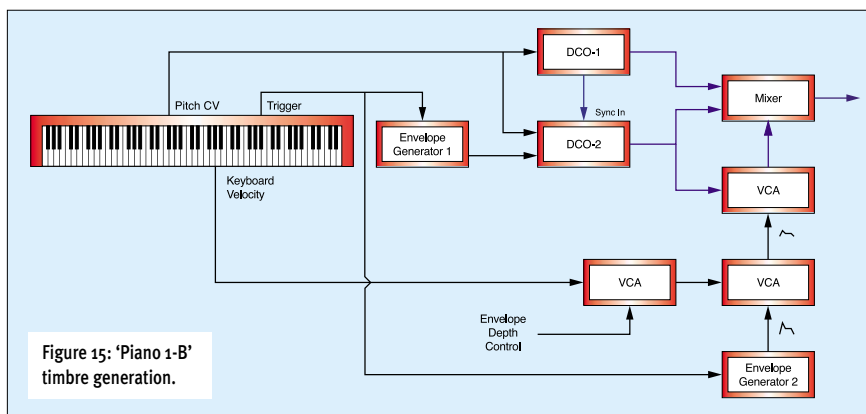 DCO-1
Pitch CV
Trigger
Mixer
Sync In
Envelope
Generator 1
DCO-2
Keyboard
Velocity
VCA
VCA
VCA
Envelope
Depth
Control
Figure 15: ‘Piano 1-B’
timbre generation.
Envelope
Generator 2